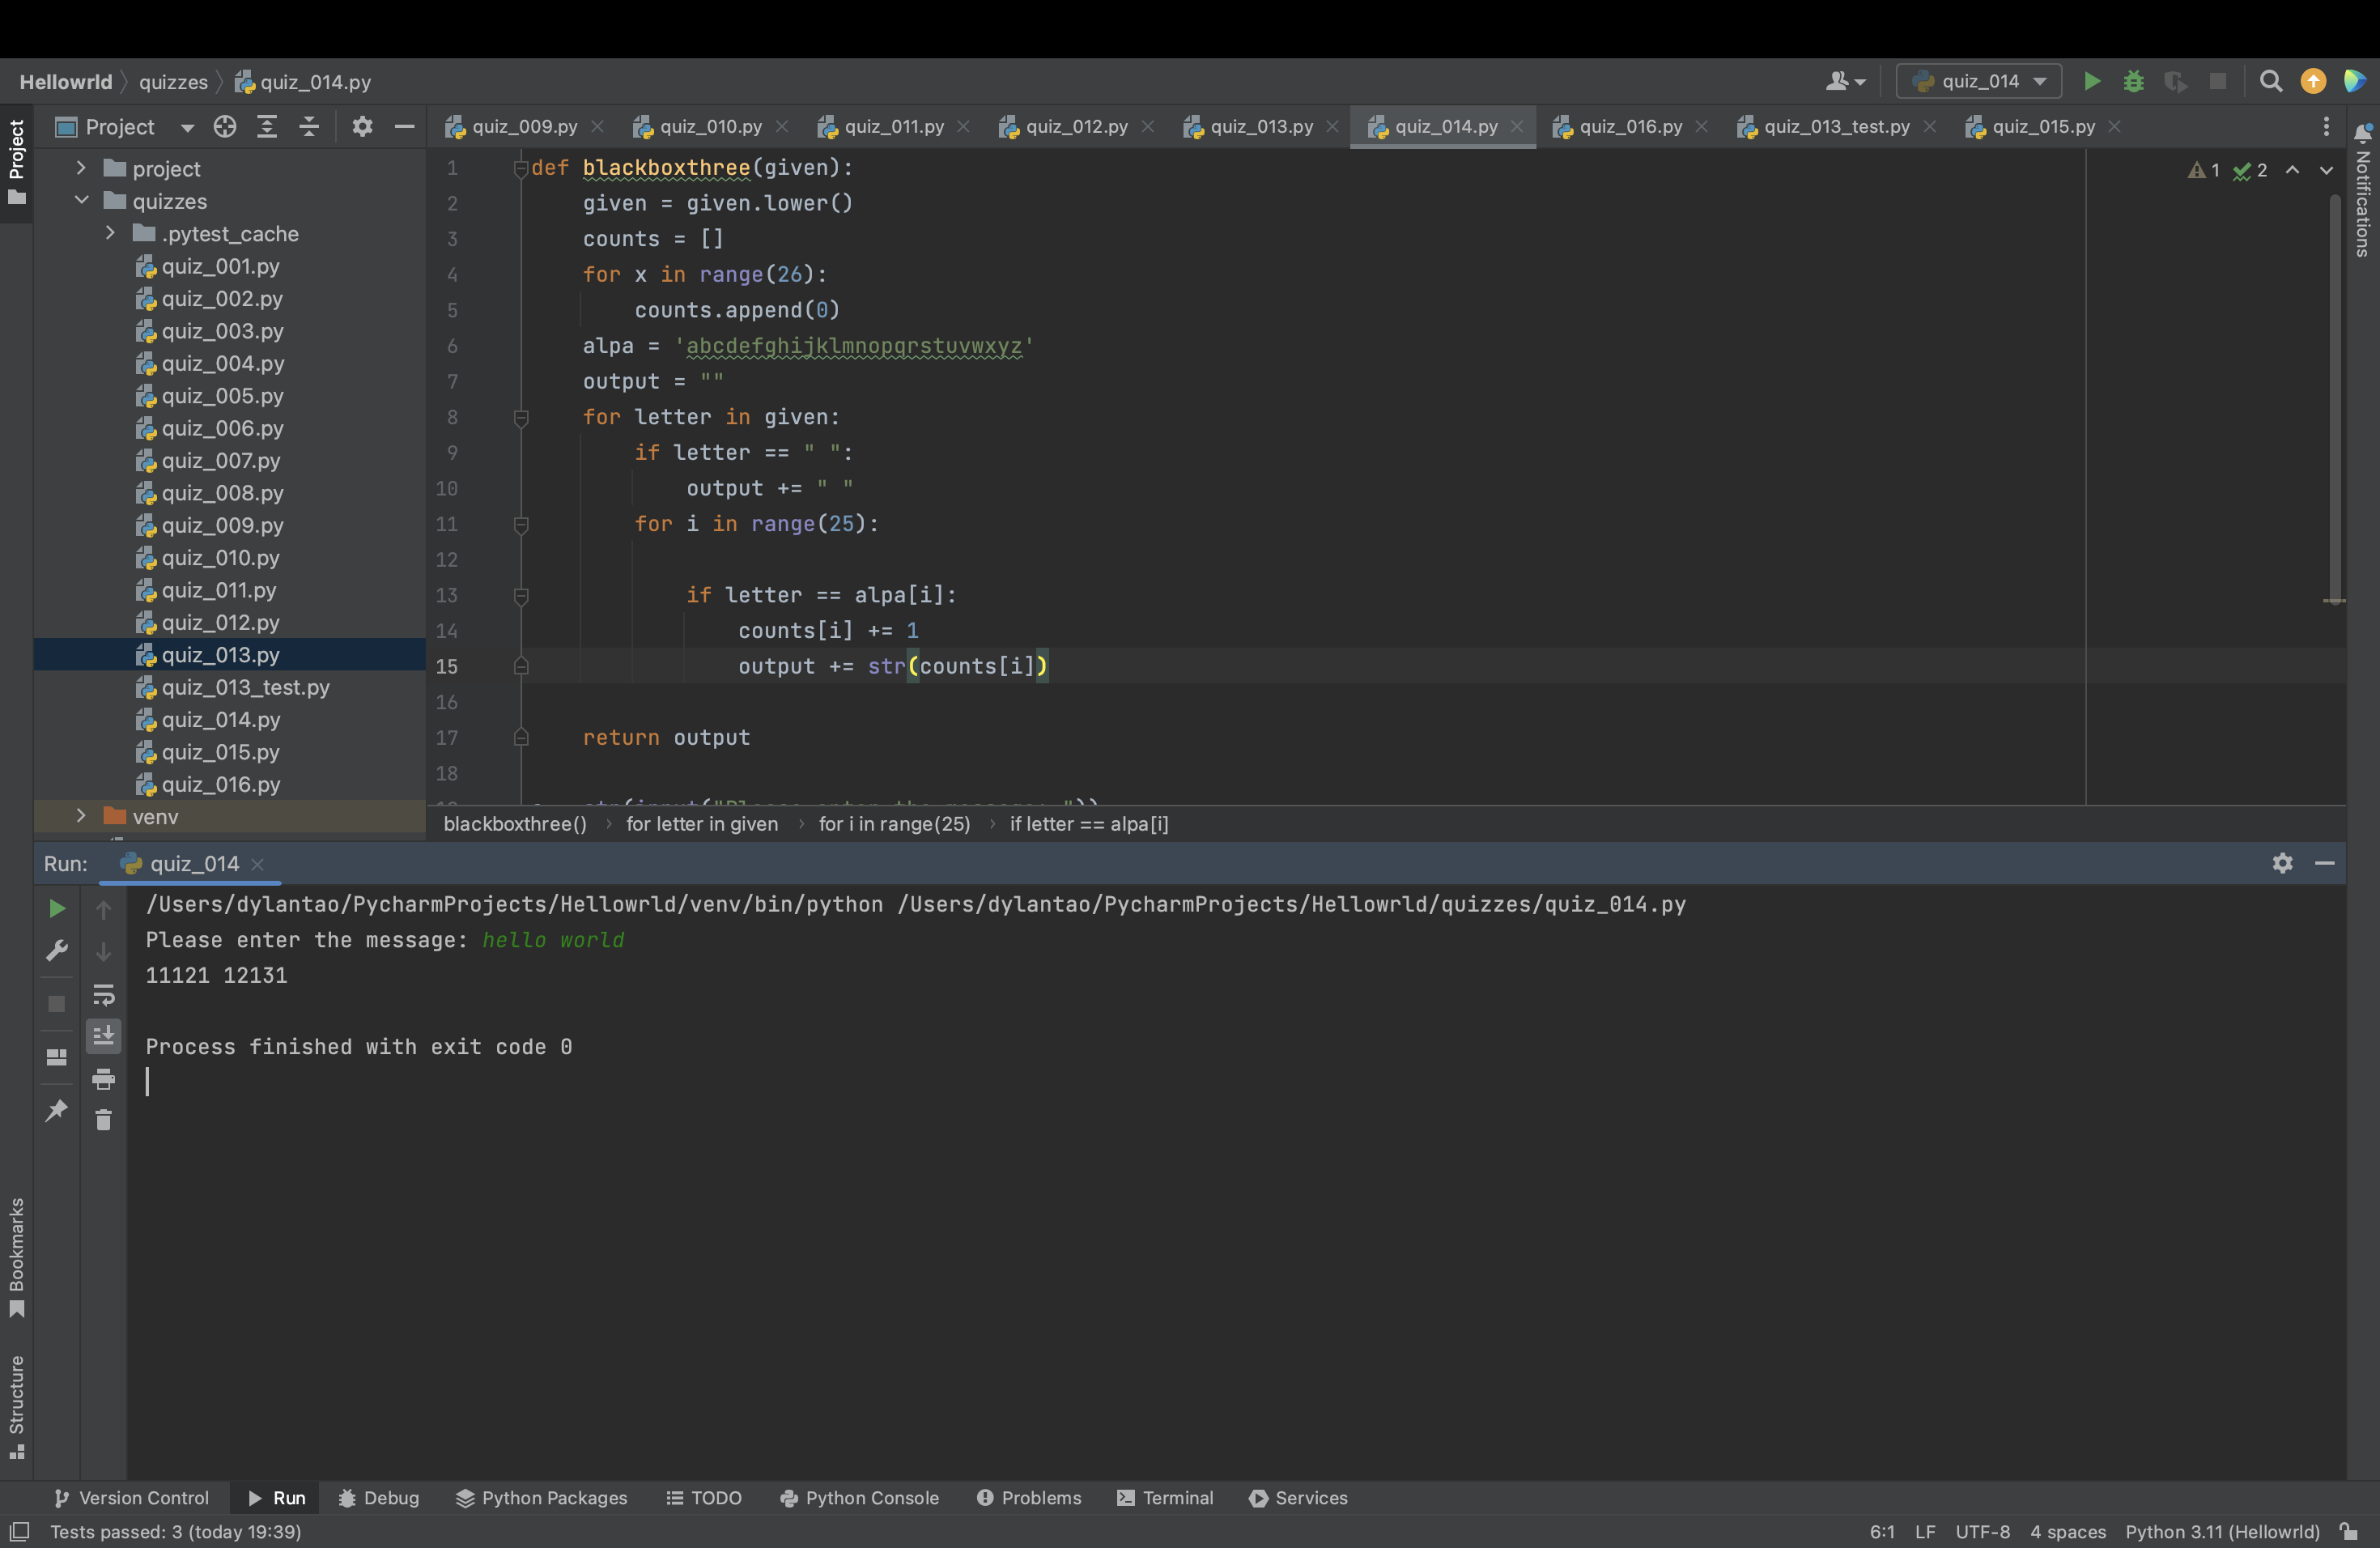 Hellowrld quizzes quiz_014.py
quiz_014
Project
Project
quiz_009.py quiz_010.py quiz_011.py quiz_012.py quiz_013.py quiz_014.py quiz_016.py quiz_013_test.py quiz_015.py
Notifications
project
quizzes
.pytest_cache
quiz_001.py
quiz_002.py
quiz_003.py
quiz_004.py
quiz_005.py
quiz_006.py
quiz_007.py
quiz_008.py
quiz_009.py
quiz_010.py
quiz_011.py
quiz_012.py
quiz_013.py
quiz_013_test.py
quiz_014.py
quiz_015.py
quiz_016.py
venv
1 def blackboxthree(given):
1 2
2 given = given.lower()
3 counts = []
4 for x in range(26):
5 counts.append(0)
6 alpa = 'abcdefghijklmnopqrstuvwxyz'
7 output = ""
8 for letter in given:
9 if letter == " ":
10 output += " "
11 for i in range(25):
12
13 if letter == alpa[i]:
14 counts[i] += 1
15 output += str(counts[i])
16
17 return output
18
blackboxthree() for letter in given for i in range(25) if letter == alpa[i]
Run: quiz_014
/Users/dylantao/PycharmProjects/Hellowrld/venv/bin/python /Users/dylantao/PycharmProjects/Hellowrld/quizzes/quiz_014.py
Please enter the message: hello world
11121 12131
Process finished with exit code 0
Bookmarks
Structure
Version Control Run Debug Python Packages TODO Python Console Problems Terminal Services
Tests passed: 3 (today 19:39)
6:1 LF UTF-8 4 spaces Python 3.11 (Hellowrld)